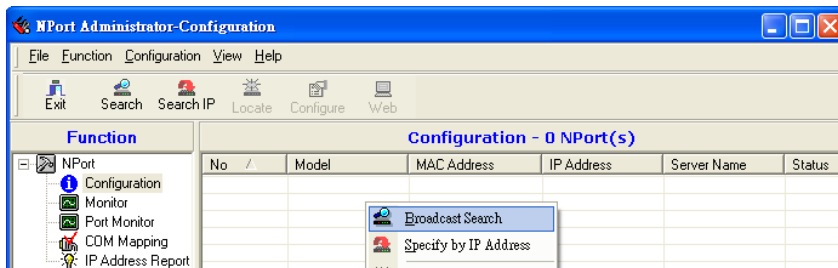 NPort Administrator-Configuration
File Function Configuration View Help
Exit Search Search IP Locate Configure Web
Function
Configuration - 0 NPort(s)
NPort
Configuration
Monitor
Port Monitor
COM Mapping
IP Address Report
No Model MAC Address IP Address Server Name Status
Broadcast Search
Specify by IP Address